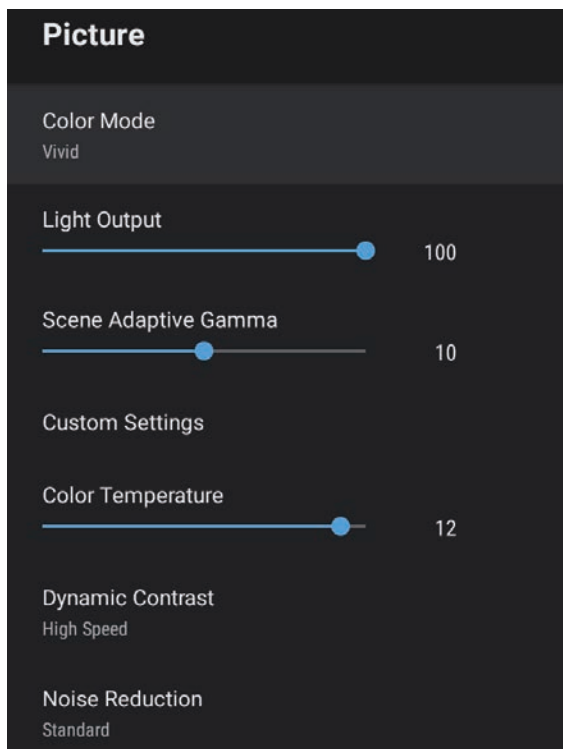 Picture
Color Mode
Vivid
Light Output
100
Scene Adaptive Gamma
10
Custom Settings
Color Temperature
12
Dynamic Contrast
High Speed
Noise Reduction
Standard